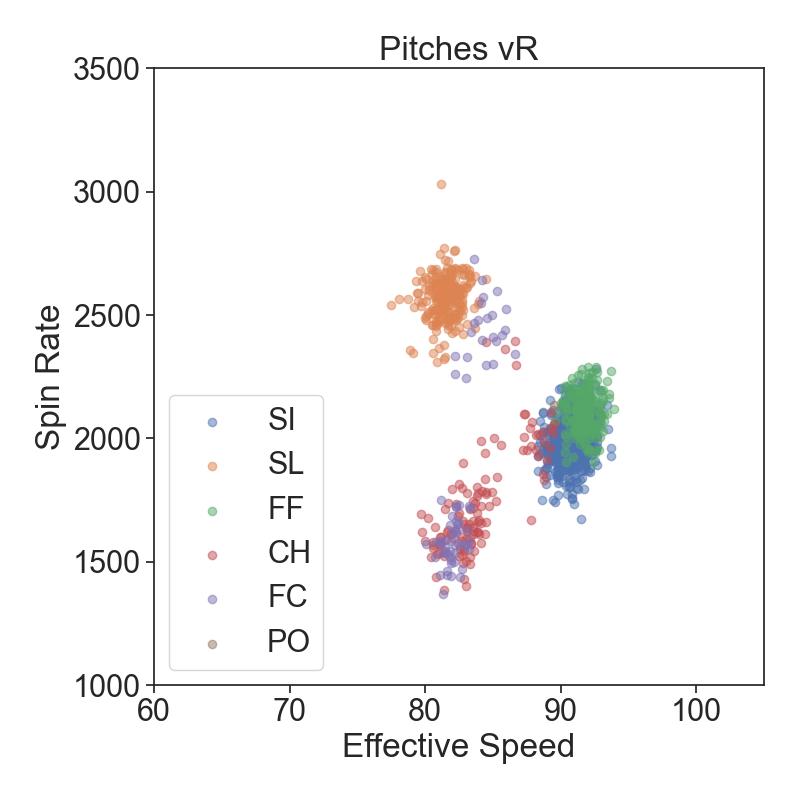 Pitches vR
3500
3000
2500
2000
1500
1000
Spin Rate
SI
SL
FF
CH
FC
PO
60
70
80
90
100
Effective Speed